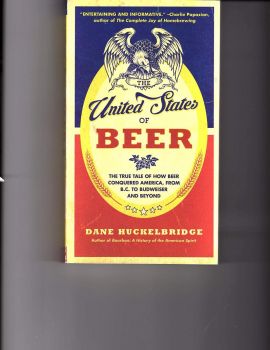 "ENTERTAINING AND INFORMATIVE." –Charlie Papazian,
author of The Complete Joy of Homebrewing
THE
United States
OF
BEER
THE TRUE TALE OF HOW BEER
CONQUERED AMERICA, FROM
B.C. TO BUDWEISER
AND BEYOND
DANE HUCKELBRIDGE
Author of Bourbon: A History of the American Spirit